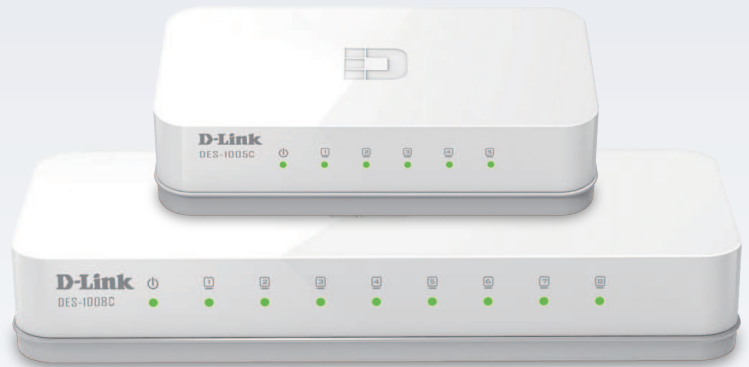 D-Link
DES-1005C
1 2 3 4 5
D-Link
DES-1008C
1 2 3 4 5 6 7 8